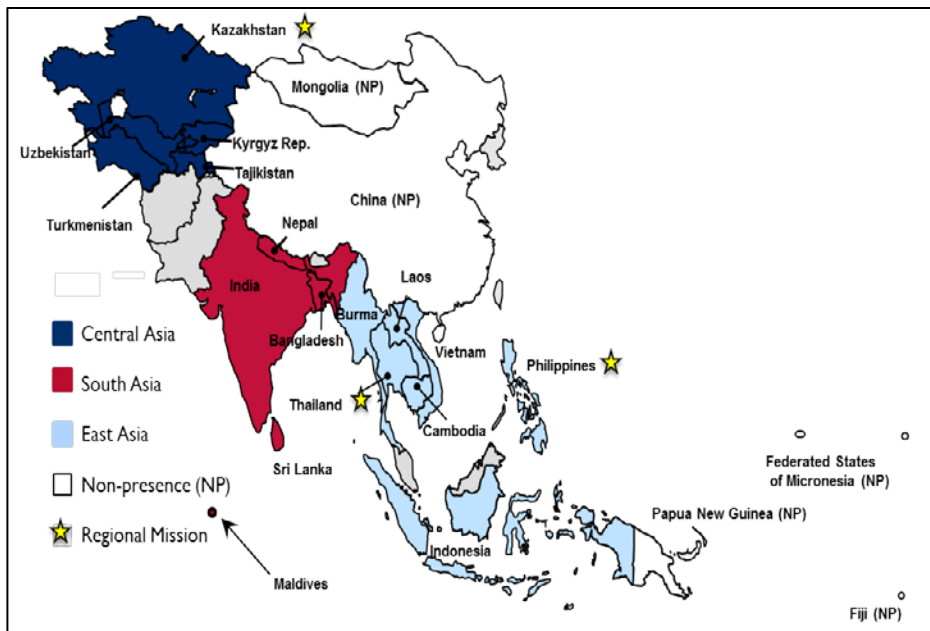 Kazakhstan
Mongolia (NP)
Uzbekistan
Kyrgyz Rep.
Tajikistan
China (NP)
Turkmenistan
Nepal
India
Laos
Burma
Bangladesh
Vietnam
Philippines
Thailand
Cambodia
Sri Lanka
Federated States
of Micronesia (NP)
Papua New Guinea (NP)
Indonesia
Maldives
Fiji (NP)
Central Asia
South Asia
East Asia
Non-presence (NP)
Regional Mission